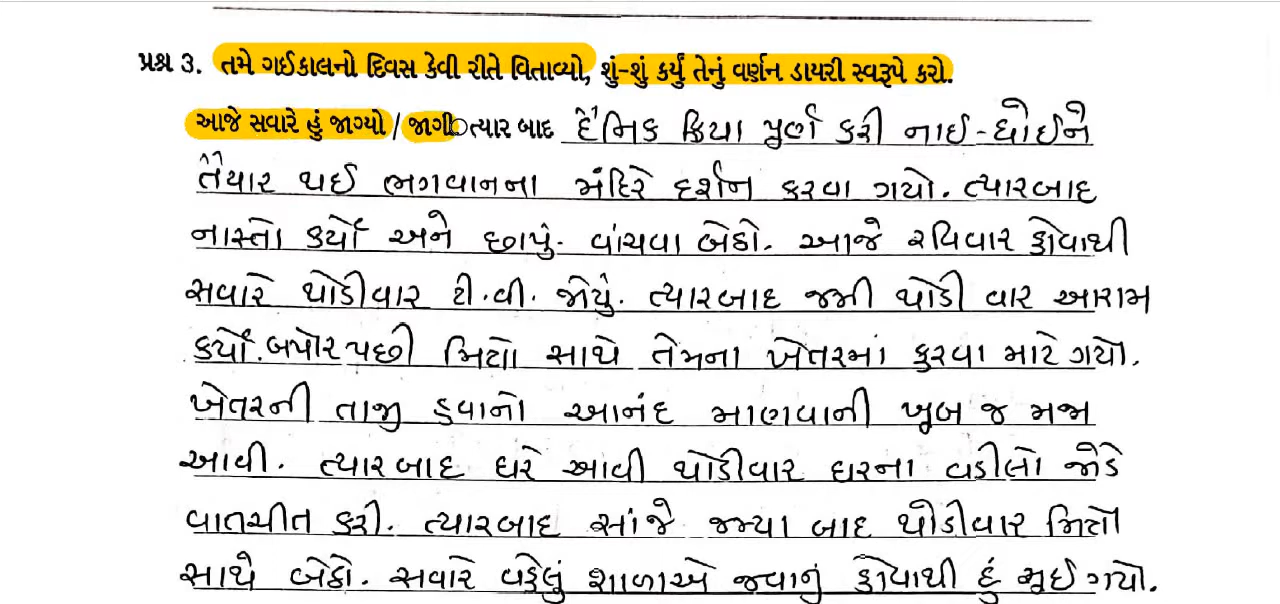 પ્રશ્ન 3. તમે ગઈકાલનો દિવસ કેવી રીતે વિતાવ્યો, શું-શું કર્યું તેનું વર્ણન ડાયરી સ્વરૂપે કરો.
આજે સવારે હું જાગ્યો / જાગી ત્યાર બાદ દૈનિક ક્રિયા પૂર્ણ કરી નાઈ-ધોઈને
તૈયાર થઈ ભગવાનના મંદિરે દર્શન કરવા ગયો. ત્યારબાદ
નાસ્તો કર્યો અને છાપું. વાંચવા બેઠો. આજે રવિવાર હોવાથી
સવારે થોડીવાર ટી.વી. જોયું. ત્યારબાદ જમી થોડી વાર આરામ
કર્યો. બપોર પછી મિત્રો સાથે તેમના ખેતરમાં ફરવા માટે ગયો.
ખેતરની તાજી હવાનો આનંદ માણવાની ખૂબ જ મજા
આવી. ત્યારબાદ ઘરે આવી થોડીવાર ઘરના વડીલો જોડે
વાતચીત કરી. ત્યારબાદ સાંજે જમ્યા બાદ થોડીવાર મિત્રો
સાથે બેઠો. સવારે વહેલું શાળાએ જવાનું હોવાથી હું સૂઈ ગયો.